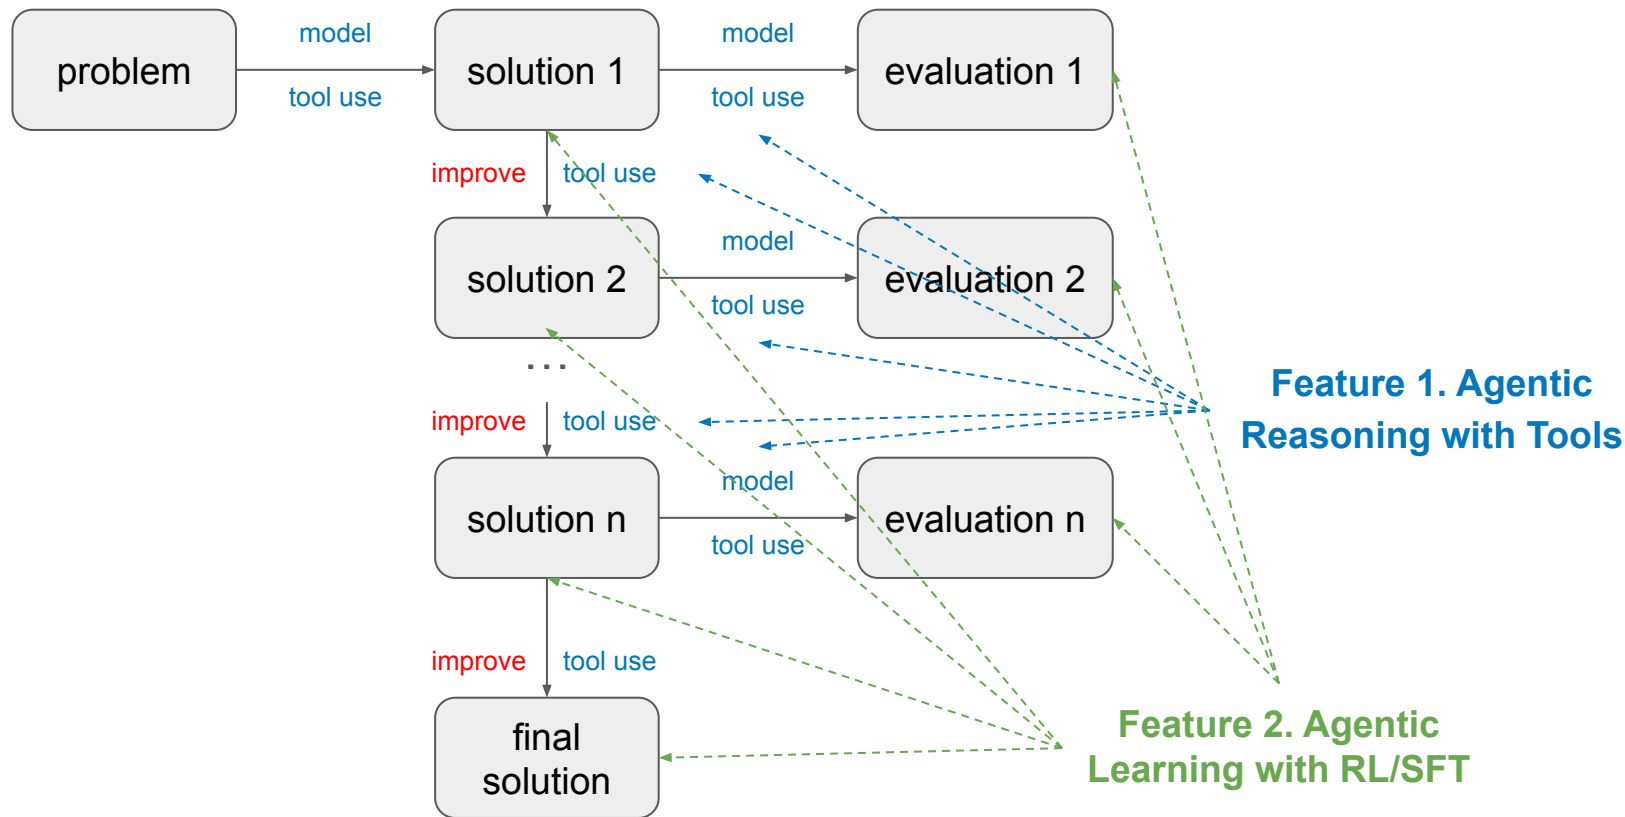 model
model
problem
solution 1
evaluation 1
tool use
tool use
improve
tool use
model
solution 2
evaluation 2
tool use
...
Feature 1. Agentic
Reasoning with Tools
improve
tool use
model
solution n
evaluation n
tool use
improve
tool use
final
solution
Feature 2. Agentic
Learning with RL/SFT